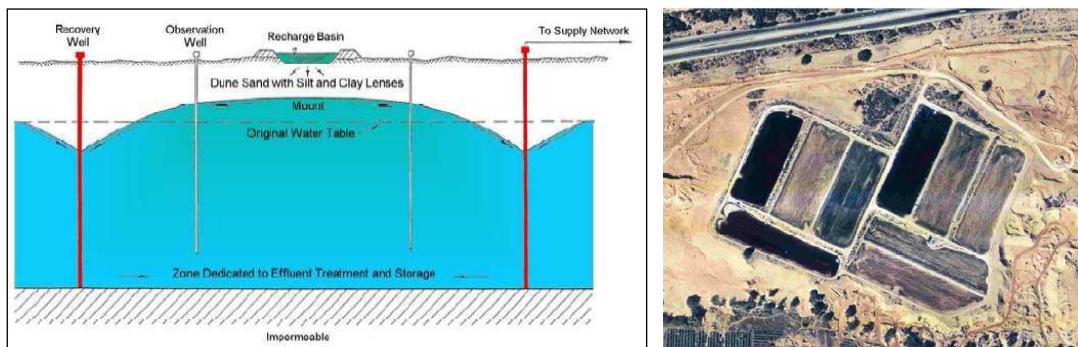 Recovery
Well
Observation
Well
Recharge Basin
To Supply Network
Dune Sand with Silt and Clay Lenses
Mount
Original Water Table
Zone Dedicated to Effluent Treatment and Storage
Impermeable